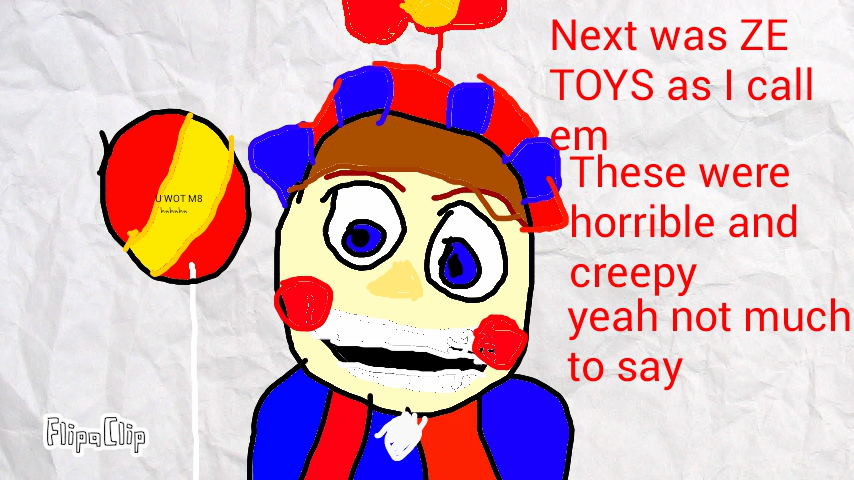 Next was ZE
TOYS as I call
em
These were
horrible and
creepy
yeah not much
to say
U WOT M8
hahaha
FlipaClip